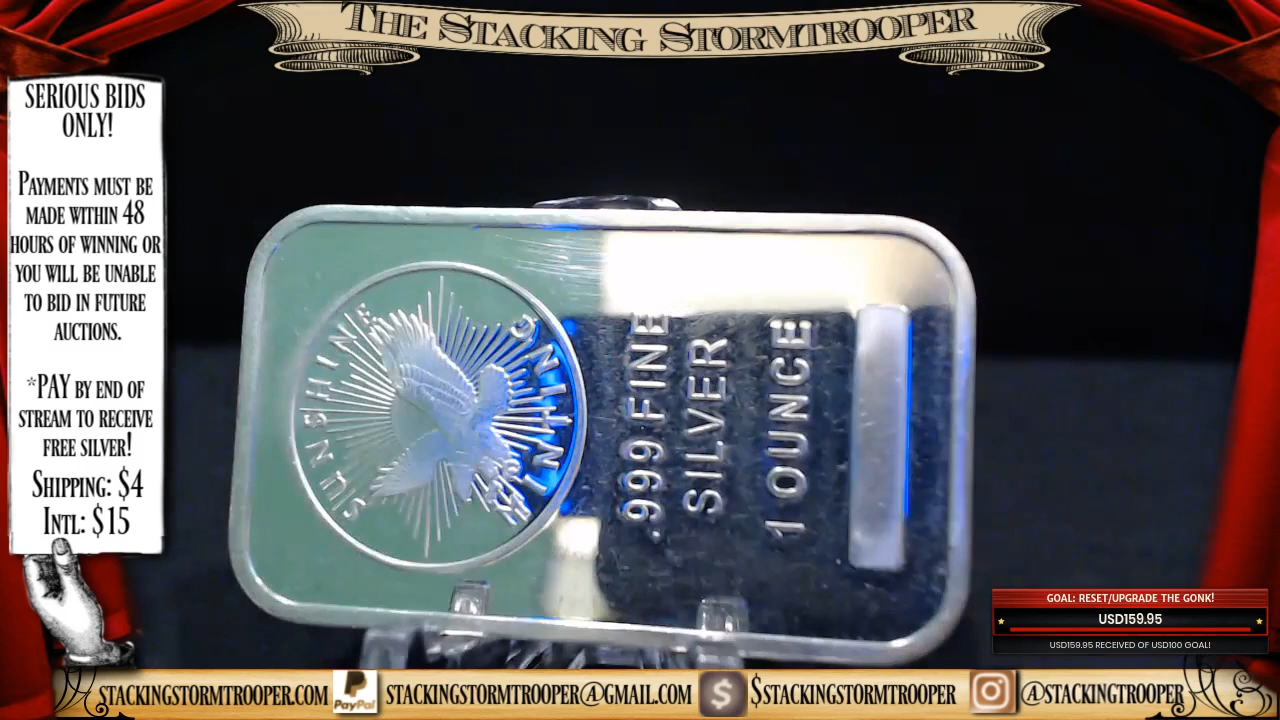 The Stacking Stormtrooper
SERIOUS BIDS
ONLY!
PAYMENTS MUST BE
MADE WITHIN 48
HOURS OF WINNING OR
YOU WILL BE UNABLE
TO BID IN FUTURE
AUCTIONS.
*PAY BY END OF
STREAM TO RECEIVE
FREE SILVER!
SHIPPING: $4
INTL: $15
SUNSHINE
MINTING
.999 FINE
SILVER
1 OUNCE
GOAL: RESET/UPGRADE THE GONK!
USD159.95
USD159.95 RECEIVED OF USD100 GOAL!
STACKINGSTORMTROOPER.COM
PayPal
STACKINGSTORMTROOPER@GMAIL.COM
$
$STACKINGSTORMTROOPER
@STACKINGTROOPER